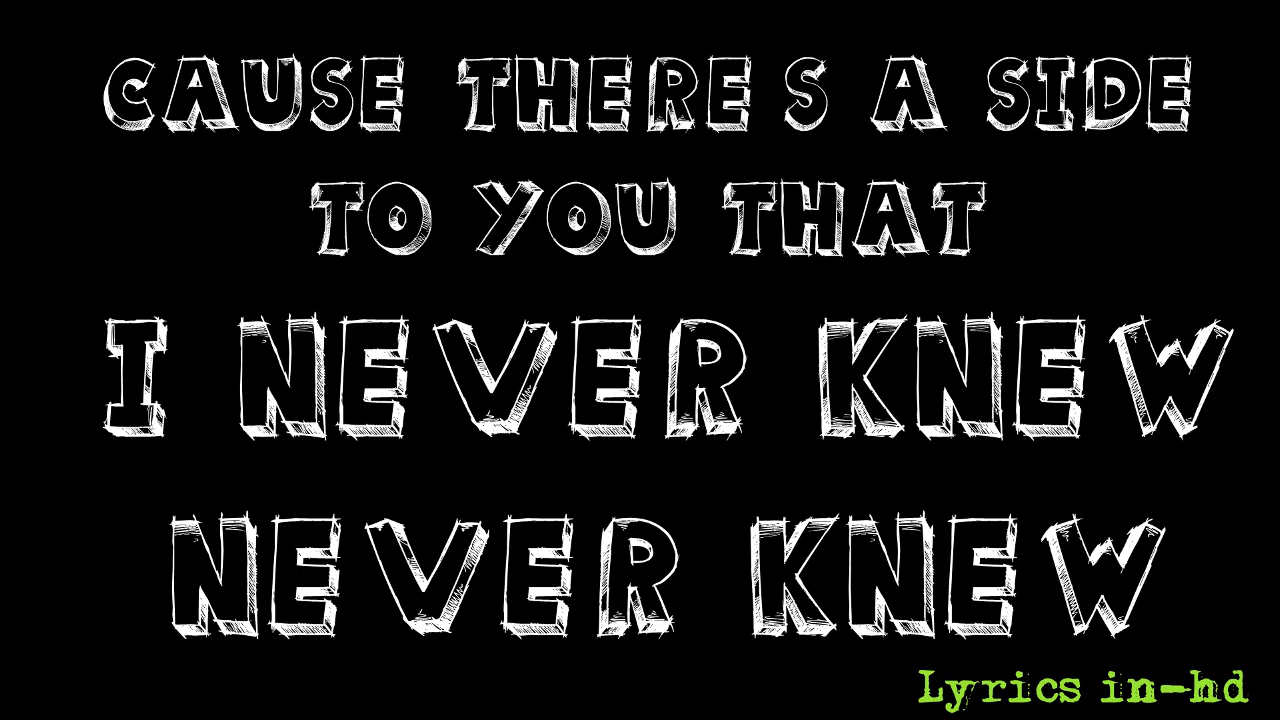 CAUSE THERE S A SIDE
TO YOU THAT
I NEVER KNEW
NEVER KNEW
Lyrics in-hd